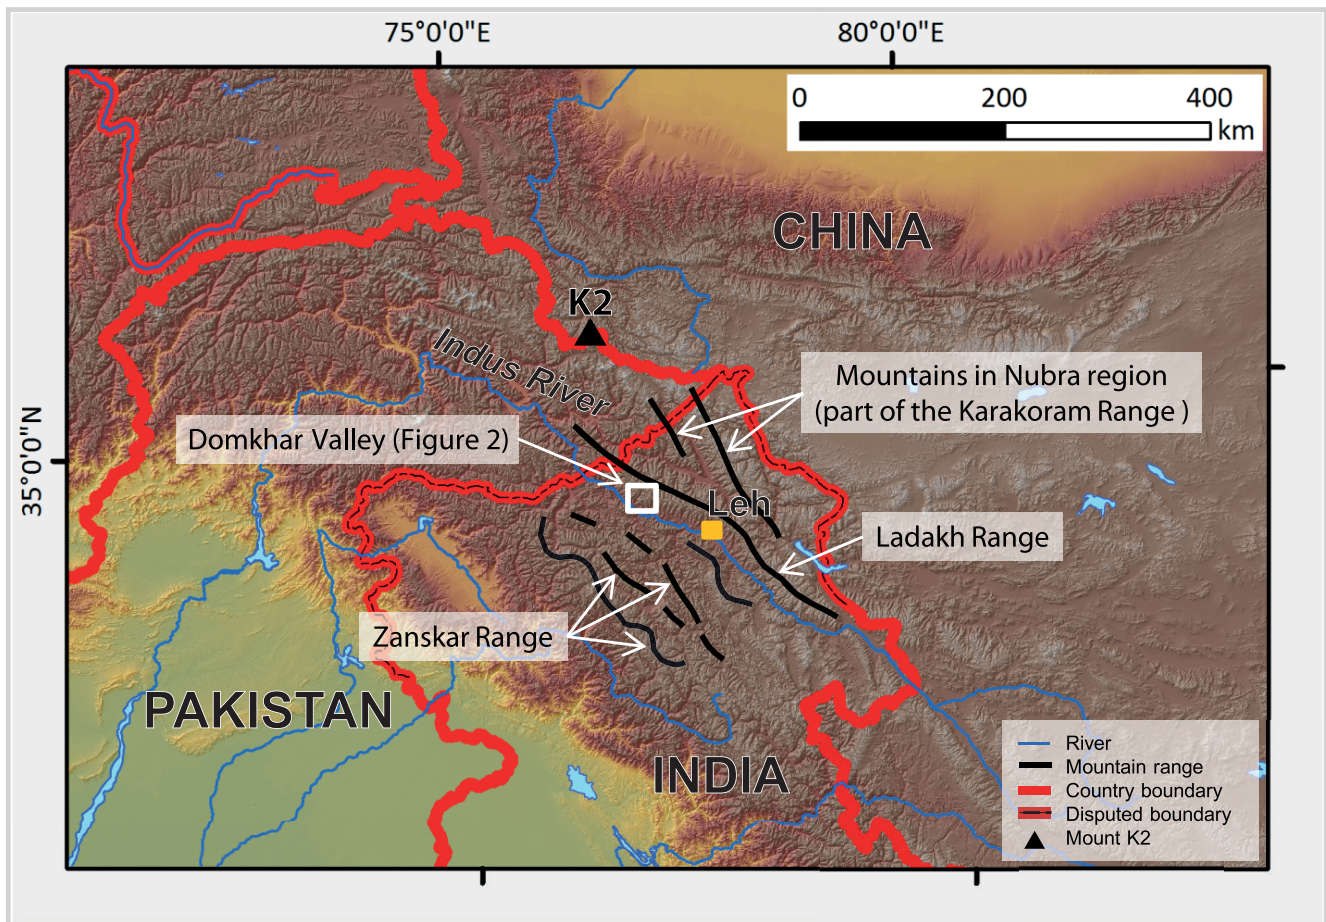 75°0'0"E
80°0'0"E
0 200 400
km
CHINA
K2
Indus River
Mountains in Nubra region
(part of the Karakoram Range )
Domkhar Valley (Figure 2)
35°0'0"N
Leh
Ladakh Range
Zanskar Range
PAKISTAN
INDIA
River
Mountain range
Country boundary
Disputed boundary
Mount K2